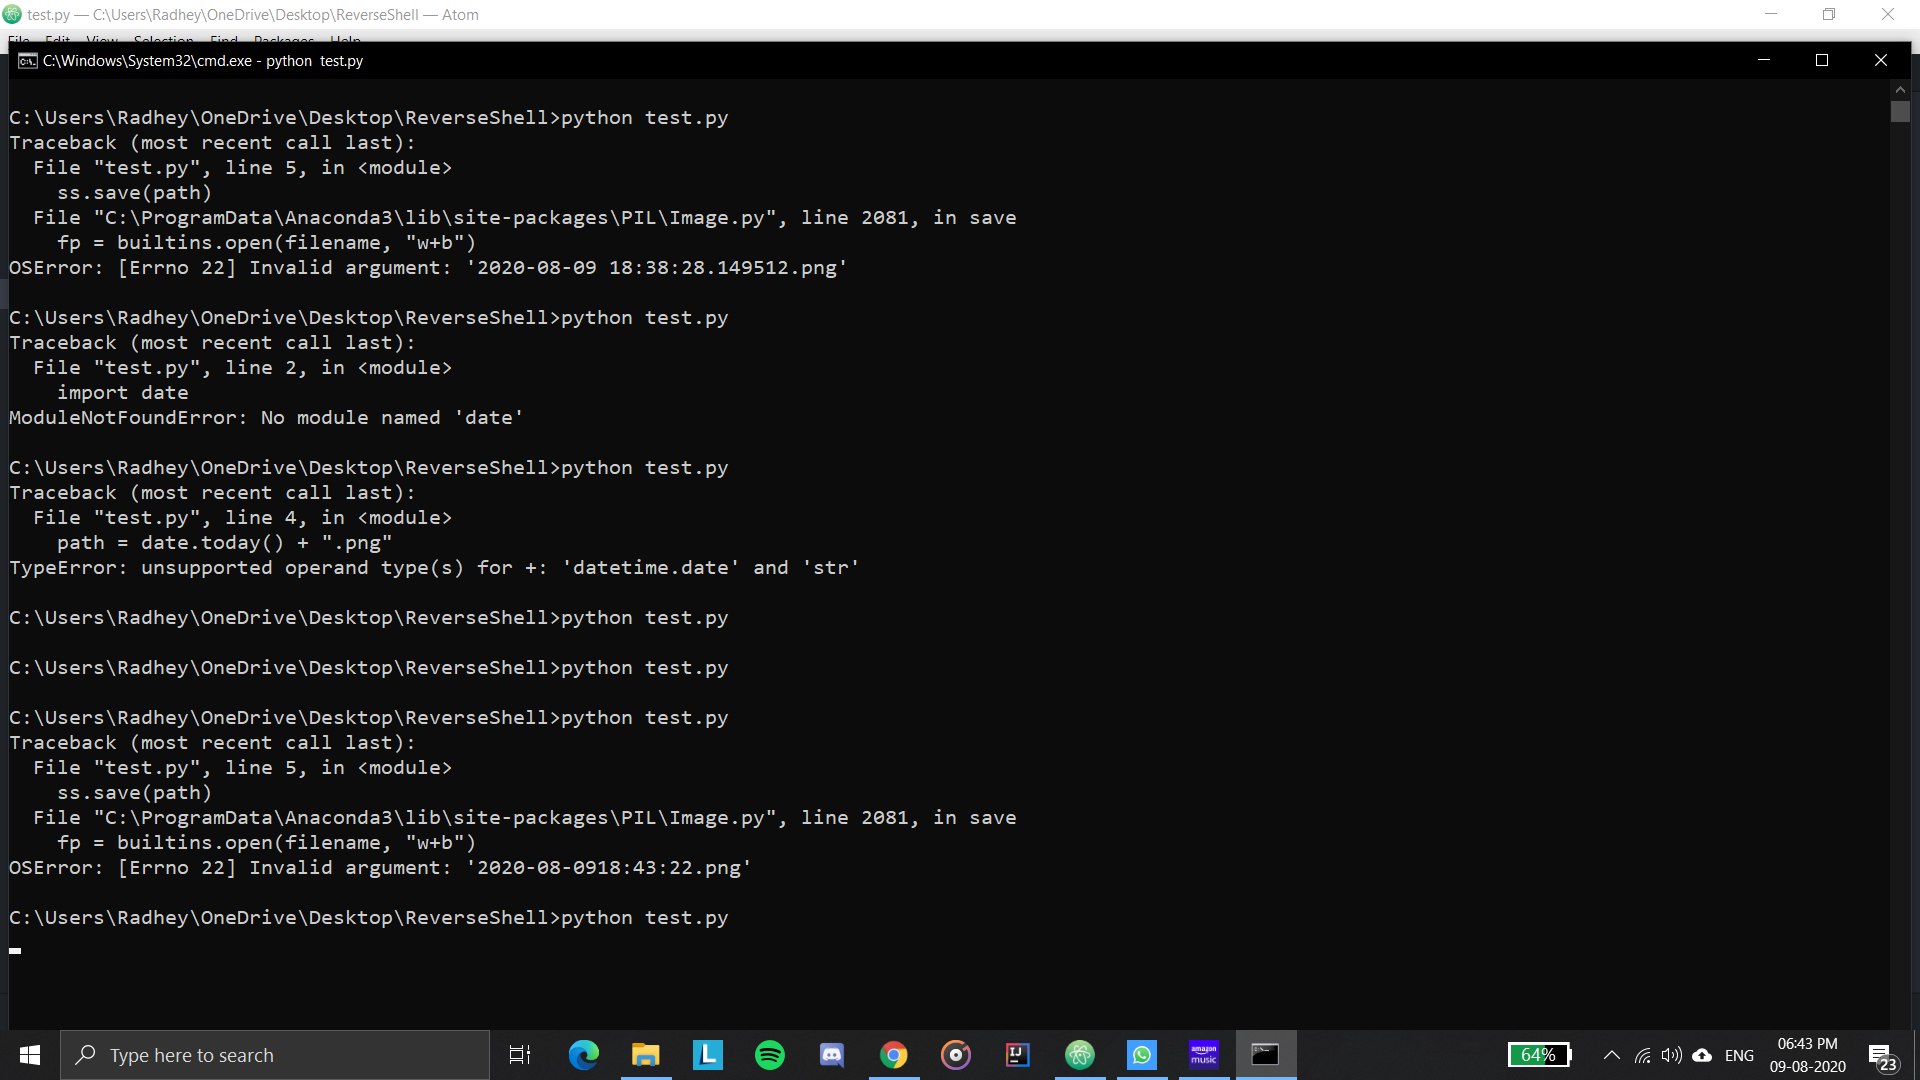 test.py — C:\Users\Radhey\OneDrive\Desktop\ReverseShell — Atom
File Edit View Selection Find Packages Help
C:\Windows\System32\cmd.exe - python  test.py
C:\Users\Radhey\OneDrive\Desktop\ReverseShell>python test.py
Traceback (most recent call last):
  File "test.py", line 5, in <module>
    ss.save(path)
  File "C:\ProgramData\Anaconda3\lib\site-packages\PIL\Image.py", line 2081, in save
    fp = builtins.open(filename, "w+b")
OSError: [Errno 22] Invalid argument: '2020-08-09 18:38:28.149512.png'
C:\Users\Radhey\OneDrive\Desktop\ReverseShell>python test.py
Traceback (most recent call last):
  File "test.py", line 2, in <module>
    import date
ModuleNotFoundError: No module named 'date'
C:\Users\Radhey\OneDrive\Desktop\ReverseShell>python test.py
Traceback (most recent call last):
  File "test.py", line 4, in <module>
    path = date.today() + ".png"
TypeError: unsupported operand type(s) for +: 'datetime.date' and 'str'
C:\Users\Radhey\OneDrive\Desktop\ReverseShell>python test.py
C:\Users\Radhey\OneDrive\Desktop\ReverseShell>python test.py
C:\Users\Radhey\OneDrive\Desktop\ReverseShell>python test.py
Traceback (most recent call last):
  File "test.py", line 5, in <module>
    ss.save(path)
  File "C:\ProgramData\Anaconda3\lib\site-packages\PIL\Image.py", line 2081, in save
    fp = builtins.open(filename, "w+b")
OSError: [Errno 22] Invalid argument: '2020-08-0918:43:22.png'
C:\Users\Radhey\OneDrive\Desktop\ReverseShell>python test.py
Type here to search
L
IJ
amazon music
64%
ENG
06:43 PM
09-08-2020
23